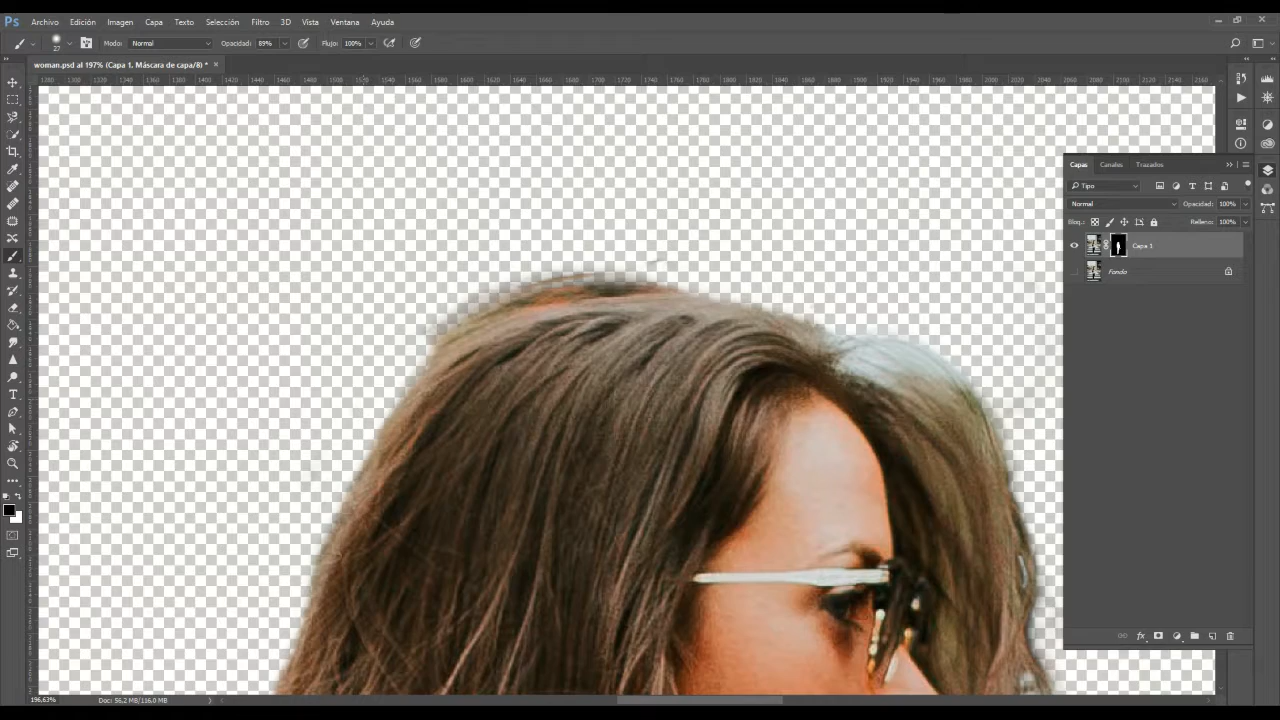 Ps Archivo Edición Imagen Capa Texto Selección Filtro 3D Vista Ventana Ayuda
27 Modo: Normal Opacidad: 89% Flujo: 100%
woman.psd al 197% (Capa 1, Máscara de capa/8) * ×
Capas Canales Trazados
Tipo
Normal Opacidad: 100%
Bloq.: Relleno: 100%
Capa 1
Fondo
fx
196,63% Doc: 56,2 MB/116,0 MB